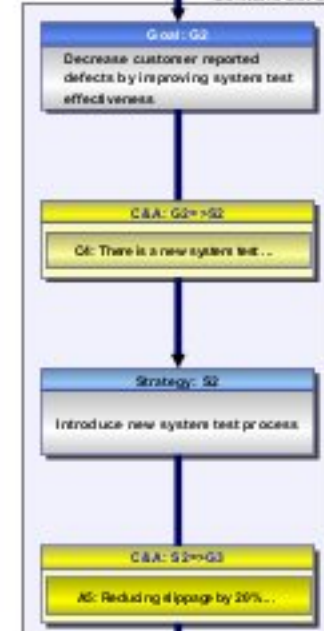 Goal: G2
Decrease customer reported
defects by improving system test
effectiveness
C&A: G2=>S2
There is a new system test...
Strategy: S2
Introduce new system test process
C&A: S2=>G3
A5: Reducing slippage by 20%...